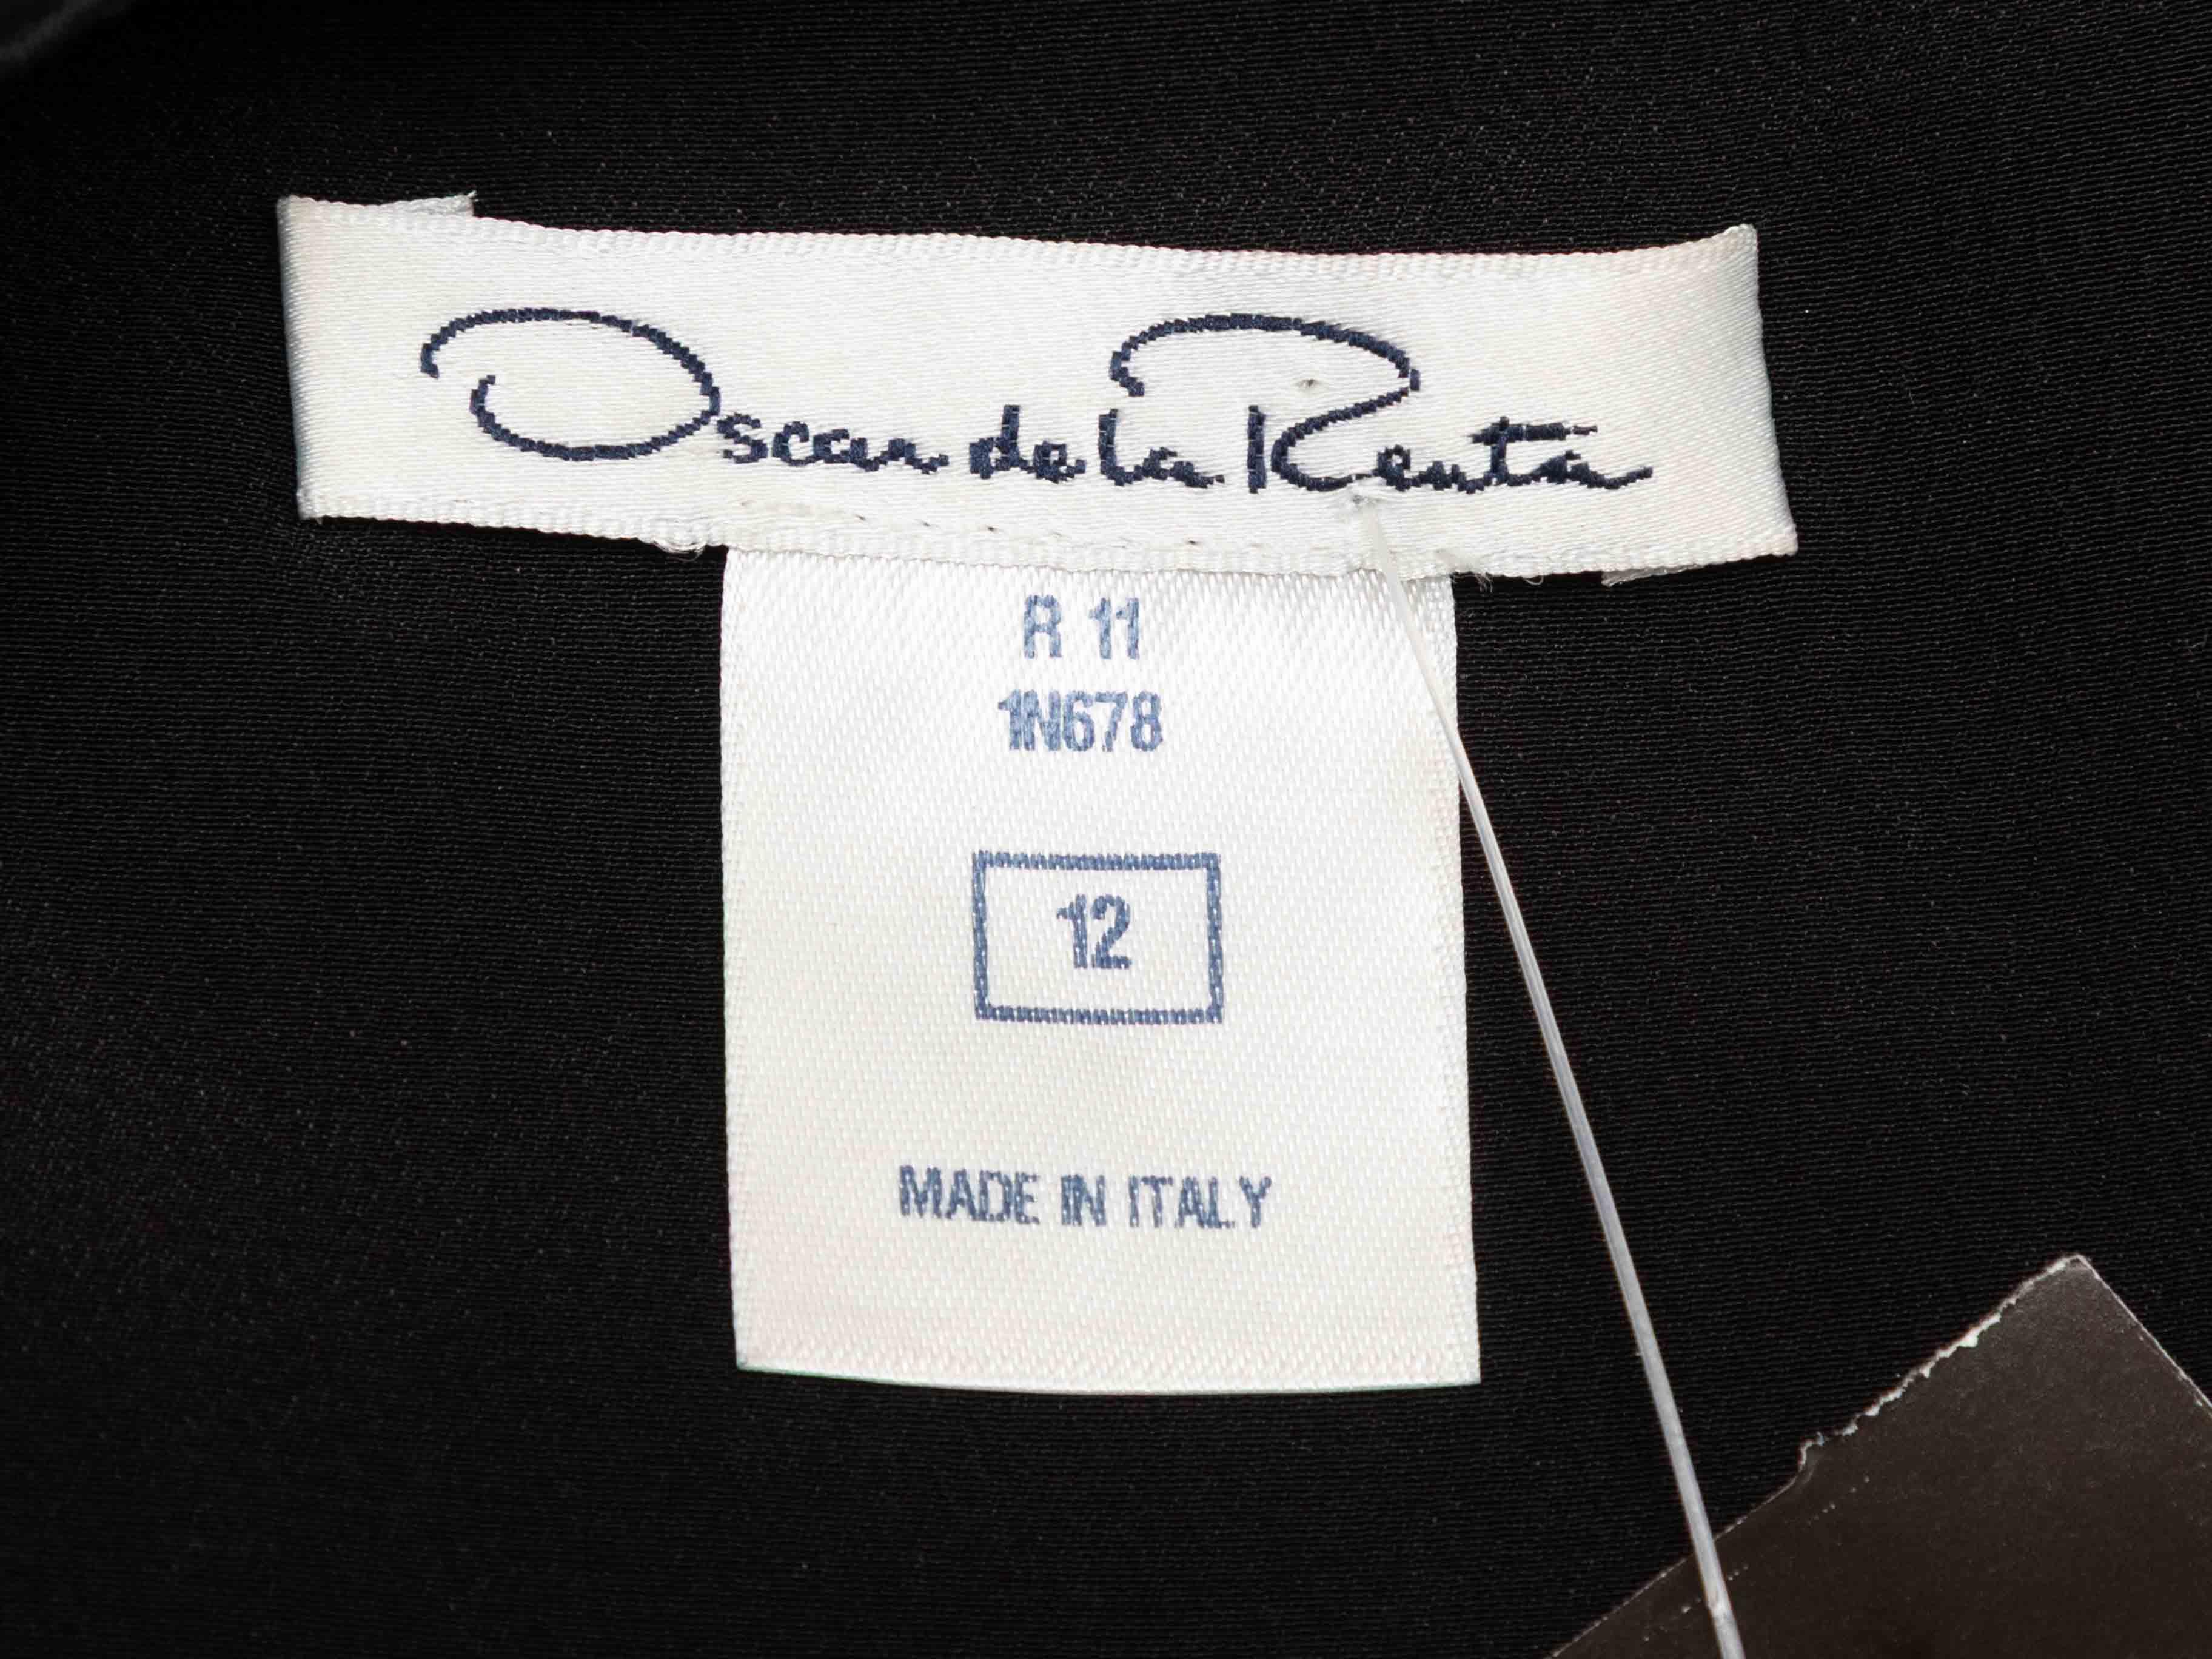 Oscar de la Renta
R 11
1N678
12
MADE IN ITALY